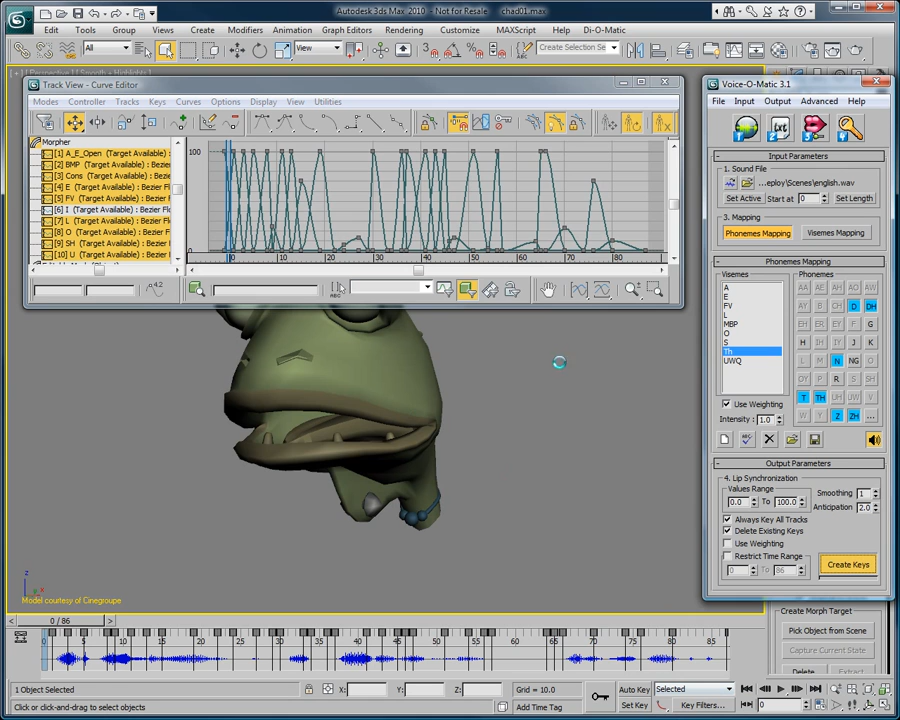 Autodesk 3ds Max 2010 - Not for Resale chad01.max
Edit Tools Group Views Create Modifiers Animation Graph Editors Rendering Customize MAXScript Help Di-O-Matic
All View Create Selection Se
Track View - Curve Editor
Modes Controller Tracks Keys Curves Options Display View Utilities
Morpher
[1] A_E_Open (Target Available)
[2] BMP (Target Available) : Bezier
[3] Cons (Target Available) : Bezier
[4] E (Target Available) : Bezier Fl
[5] FV (Target Available) : Bezier
[6] I (Target Available) : Bezier Fl
[7] L (Target Available) : Bezier
[8] O (Target Available) : Bezier
[9] SH (Target Available) : Bezier
[10] U (Target Available) : Bezier
100
0
10 20 30 40 50 60 70 80
Voice-O-Matic 3.1
File Input Output Advanced Help
Input Parameters
1. Sound File
...eploy\Scenes\english.wav
Set Active Start at 0 Set Length
3. Mapping
Phonemes Mapping Visemes Mapping
Phonemes Mapping
Visemes Phonemes
A
E
FV
L
MBP
O
S
Th
UWQ
AA AE AH AO AW
AY B CH D DH
EH ER EY F G
H IH IY J K
L M N NG OW
OY P R S SH
T TH UH UW V
W Y Z ZH ...
Use Weighting
Intensity : 1.0
Output Parameters
4. Lip Synchronization
Values Range
0.0 To 100.0
Smoothing 1
Anticipation 2.0
Always Key All Tracks
Delete Existing Keys
Use Weighting
Restrict Time Range
0 To 86
Create Keys
Create Morph Target
Pick Object from Scene
Capture Current State
Delete Extract
Model courtesy of Cinegroupe
0 / 86
0 5 10 15 20 25 30 35 40 45 50 55 60 65 70 75 80 85
1 Object Selected X: Y: Z: Grid = 10.0 Auto Key Selected
Click or click-and-drag to select objects Add Time Tag Set Key Key Filters... 0